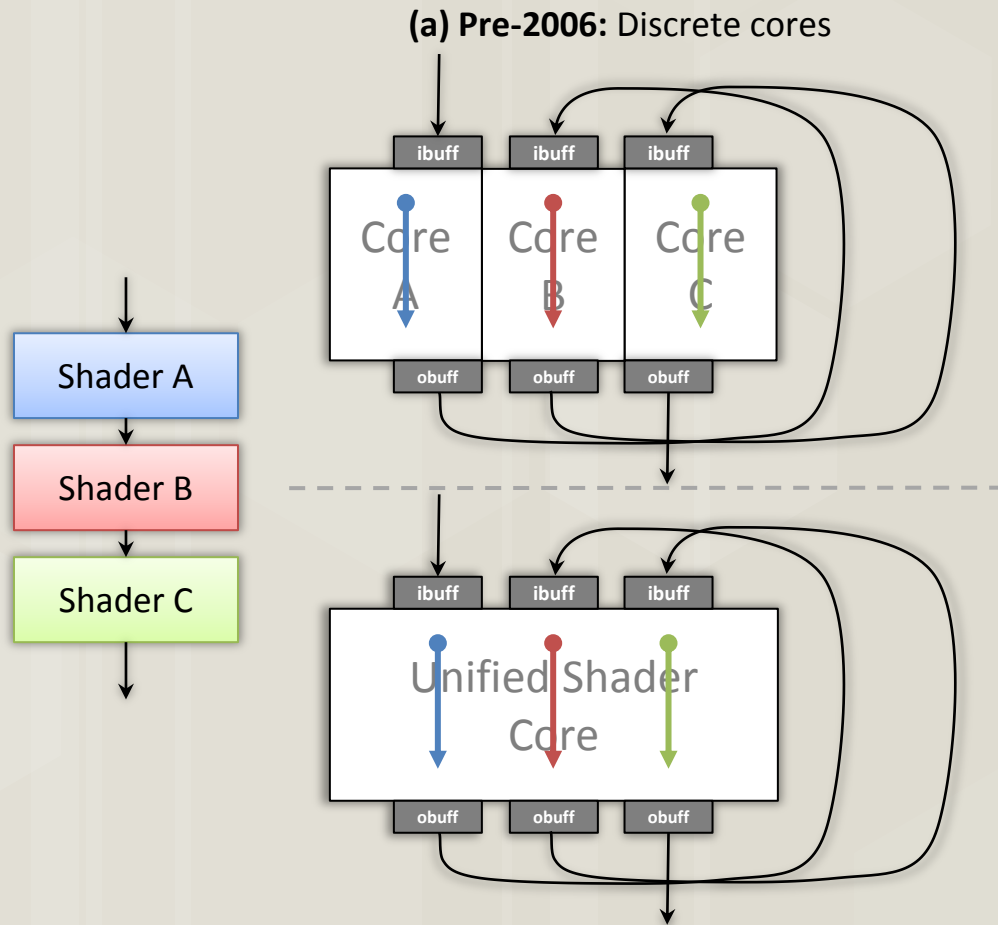 (a) Pre-2006: Discrete cores
ibuff ibuff ibuff
Core Core Core
A B C
obuff obuff obuff
Shader A
Shader B
Shader C
ibuff ibuff ibuff
Unified Shader
Core
obuff obuff obuff